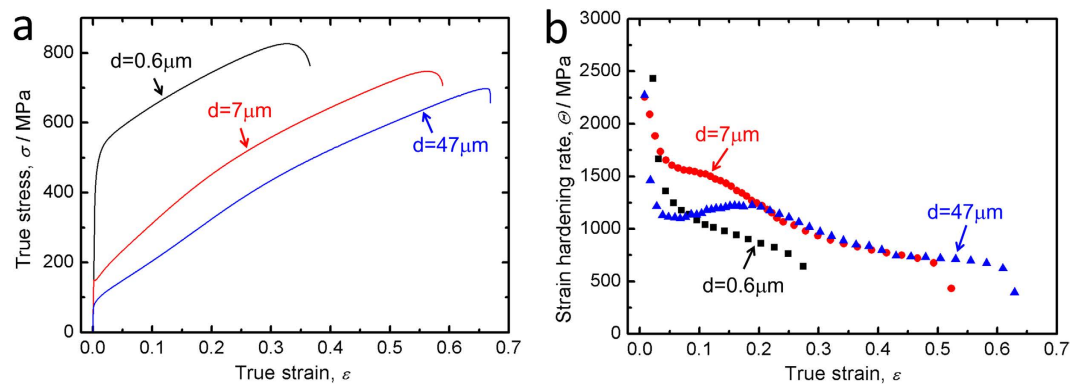 a
True stress, σ / MPa
800
600
400
200
0
d=0.6μm
d=7μm
d=47μm
0.0 0.1 0.2 0.3 0.4 0.5 0.6 0.7
True strain, ε
b
Strain hardening rate, Θ / MPa
3000
2500
2000
1500
1000
500
0
d=7μm
d=47μm
d=0.6μm
0.0 0.1 0.2 0.3 0.4 0.5 0.6 0.7
True strain, ε